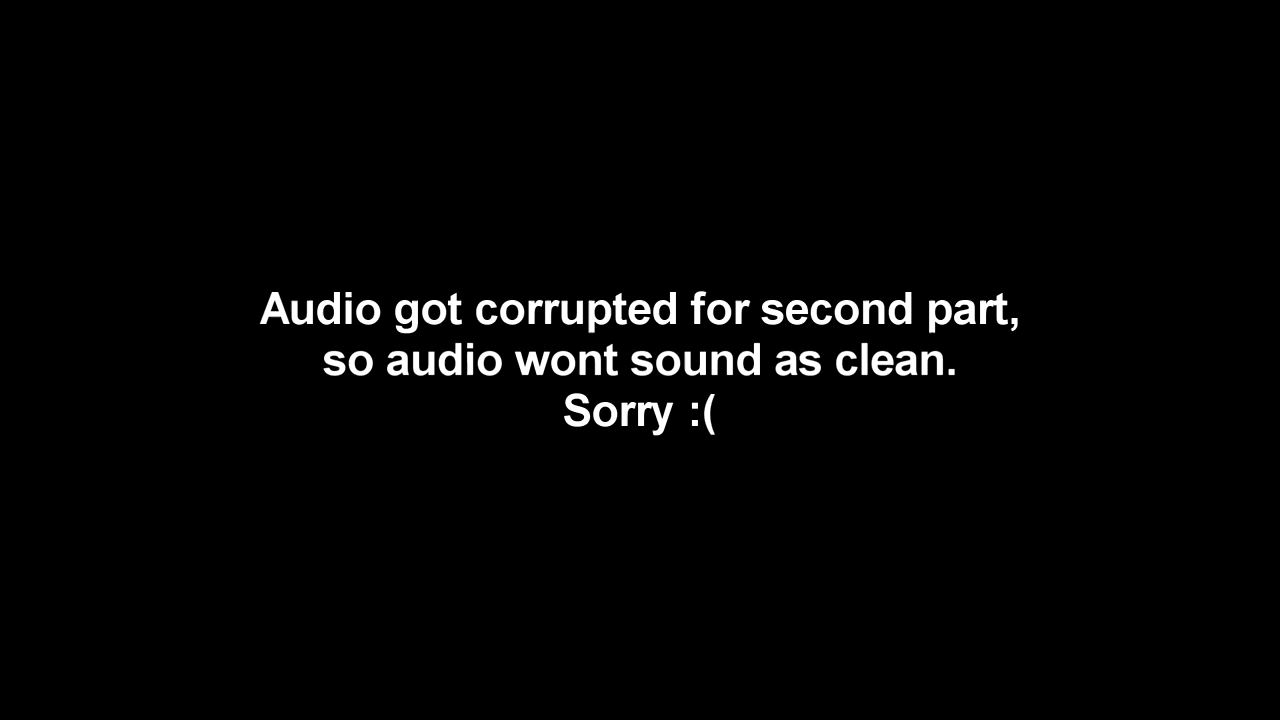 Audio got corrupted for second part,
so audio wont sound as clean.
Sorry :(